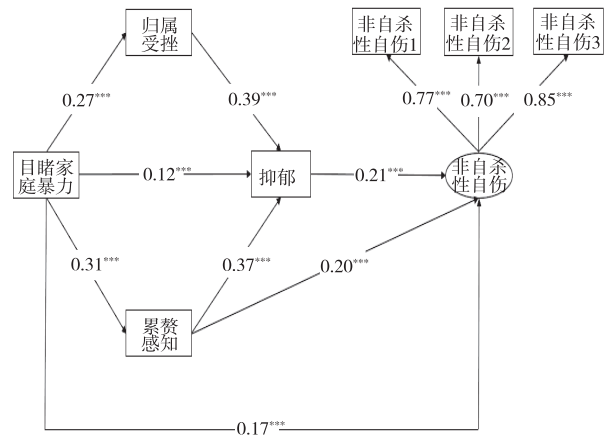 归属
受挫
非自杀
性自伤1
非自杀
性自伤2
非自杀
性自伤3
0.27***
0.39***
0.77***
0.70***
0.85***
目睹家
庭暴力
0.12***
抑郁
0.21***
非自杀
性自伤
0.31***
0.37***
0.20***
累赘
感知
0.17***